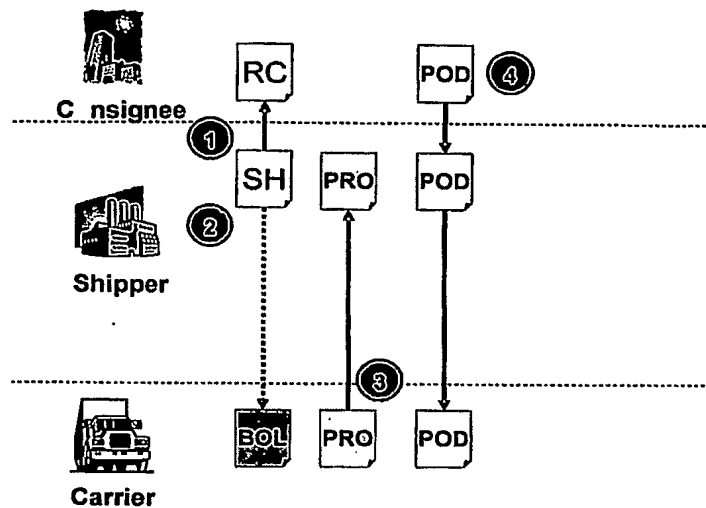 RC
POD
4
C nsignee
1
SH
PRO
POD
2
Shipper
3
BOL
PRO
POD
Carrier